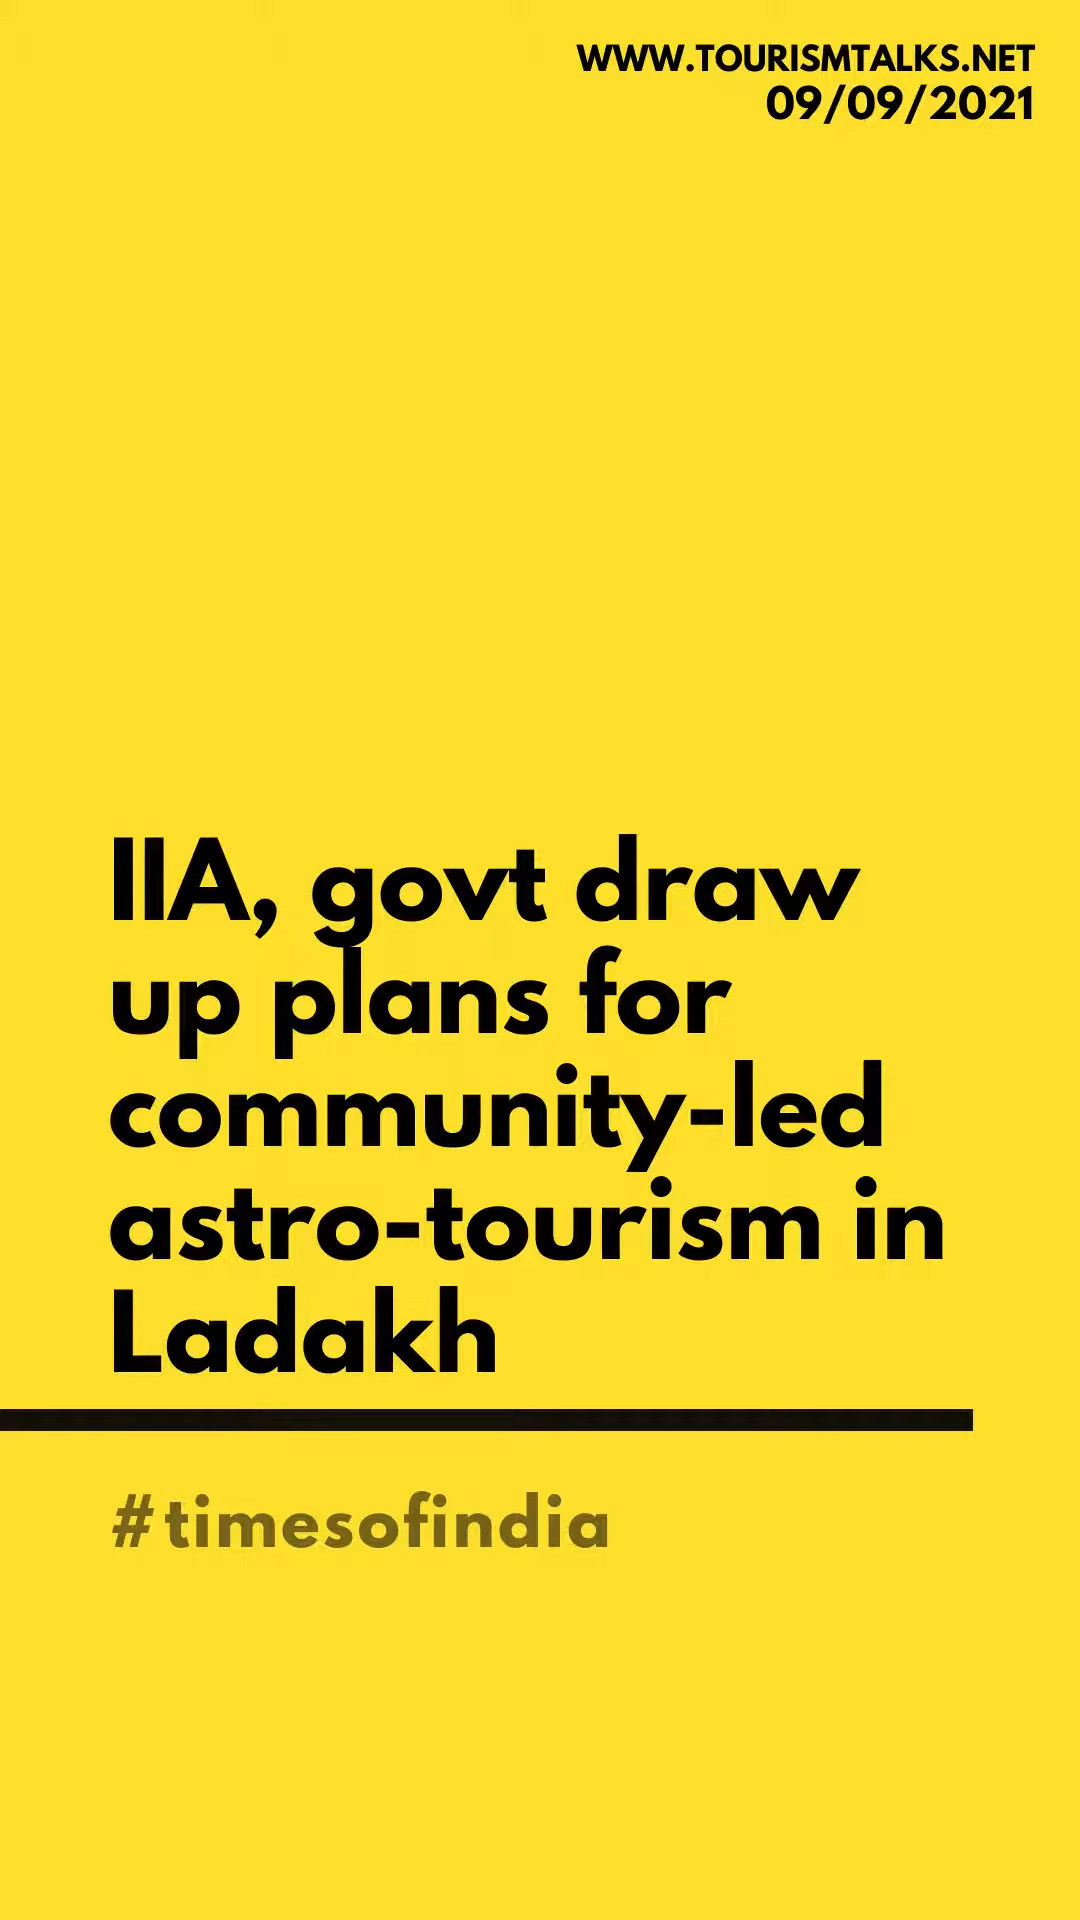 WWW.TOURISMTALKS.NET
09/09/2021
IIA, govt draw
up plans for
community-led
astro-tourism in
Ladakh
#timesofindia